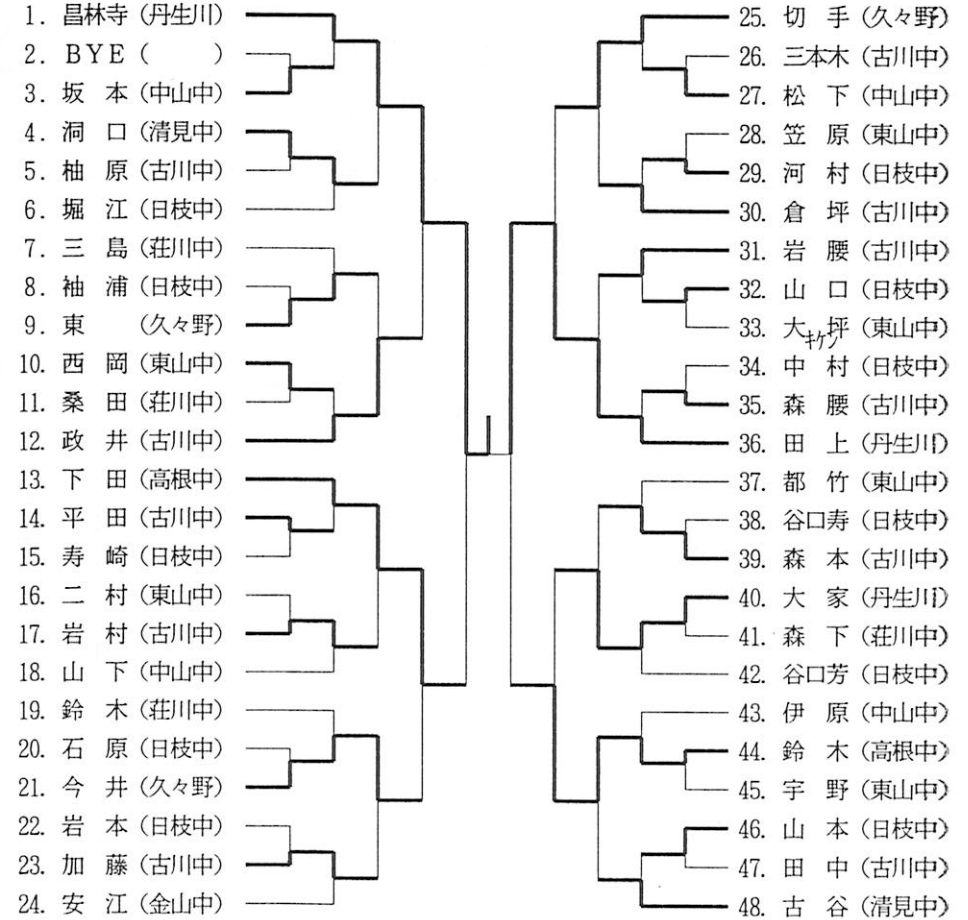 1. 昌林寺 (丹生川)
2. BYE (　　)
3. 坂本 (中山中)
4. 洞口 (清見中)
5. 柚原 (古川中)
6. 堀江 (日枝中)
7. 三島 (荘川中)
8. 袖浦 (日枝中)
9. 東 (久々野)
10. 西岡 (東山中)
11. 桑田 (荘川中)
12. 政井 (古川中)
13. 下田 (高根中)
14. 平田 (古川中)
15. 寿崎 (日枝中)
16. 二村 (東山中)
17. 岩村 (古川中)
18. 山下 (中山中)
19. 鈴木 (荘川中)
20. 石原 (日枝中)
21. 今井 (久々野)
22. 岩本 (日枝中)
23. 加藤 (古川中)
24. 安江 (金山中)
25. 切手 (久々野)
26. 三本木 (古川中)
27. 松下 (中山中)
28. 笠原 (東山中)
29. 河村 (日枝中)
30. 倉坪 (古川中)
31. 岩腰 (古川中)
32. 山口 (日枝中)
33. 大坪 (東山中)
キケン
34. 中村 (日枝中)
35. 森腰 (古川中)
36. 田上 (丹生川)
37. 都竹 (東山中)
38. 谷口寿 (日枝中)
39. 森本 (古川中)
40. 大家 (丹生川)
41. 森下 (荘川中)
42. 谷口芳 (日枝中)
43. 伊原 (中山中)
44. 鈴木 (高根中)
45. 宇野 (東山中)
46. 山本 (日枝中)
47. 田中 (古川中)
48. 古谷 (清見中)